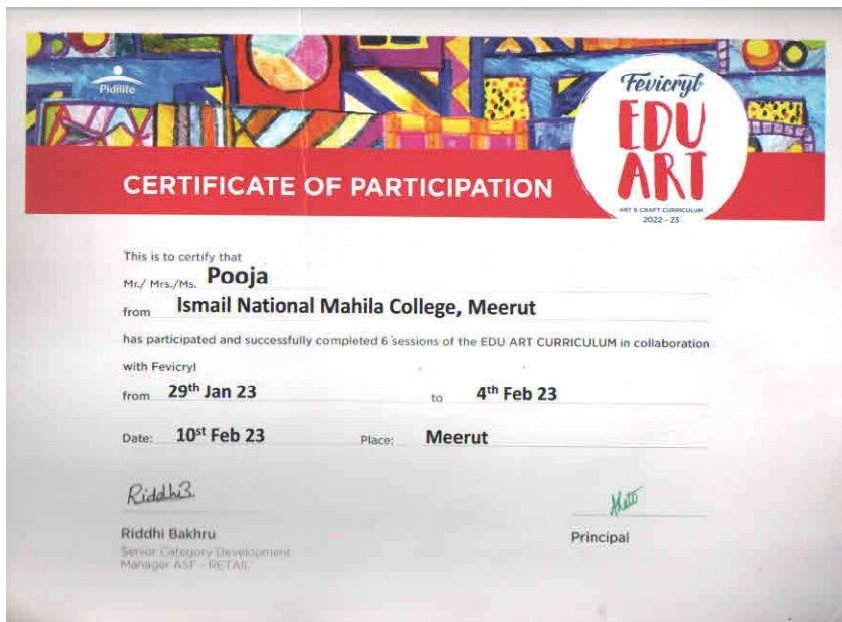 Pidilite
Fevicryl
EDU
ART
ART & CRAFT CURRICULUM
2022 - 23
CERTIFICATE OF PARTICIPATION
This is to certify that
Mr./ Mrs./Ms. Pooja
from Ismail National Mahila College, Meerut
has participated and successfully completed 6 sessions of the EDU ART CURRICULUM in collaboration
with Fevicryl
from 29th Jan 23 to 4th Feb 23
Date: 10st Feb 23 Place: Meerut
Riddhi Bakhru
Principal
Senior Category Development
Manager ASF - RETAIL